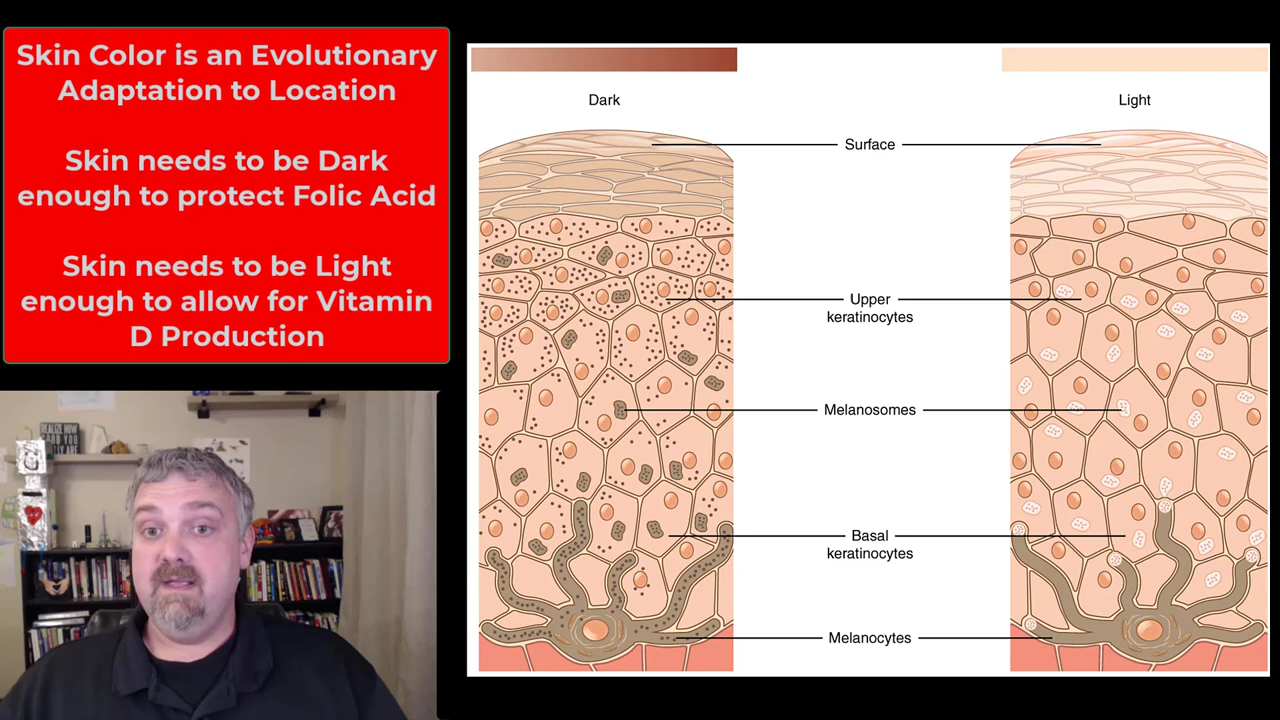 Skin Color is an Evolutionary
Adaptation to Location
Skin needs to be Dark
enough to protect Folic Acid
Skin needs to be Light
enough to allow for Vitamin
D Production
Dark
Light
Surface
Upper
keratinocytes
Melanosomes
Basal
keratinocytes
Melanocytes